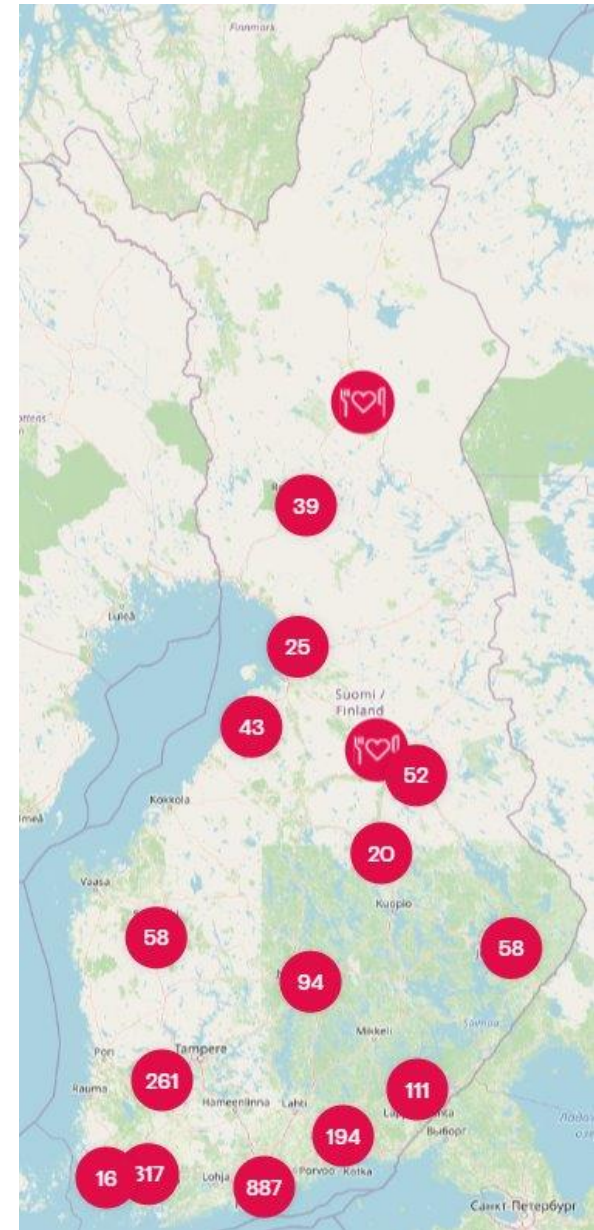 Finnmark
39
Luleå
25
Suomi /
Finland
43
52
Kokkola
20
Vaasa
Kuopio
58
58
94
Mikkeli
Pori
Tampere
261
Rauma
111
Hämeenlinna
Lahti
194
Выборг
16
317
Lohja
Porvoo
Kotka
887
Санкт-Петербург